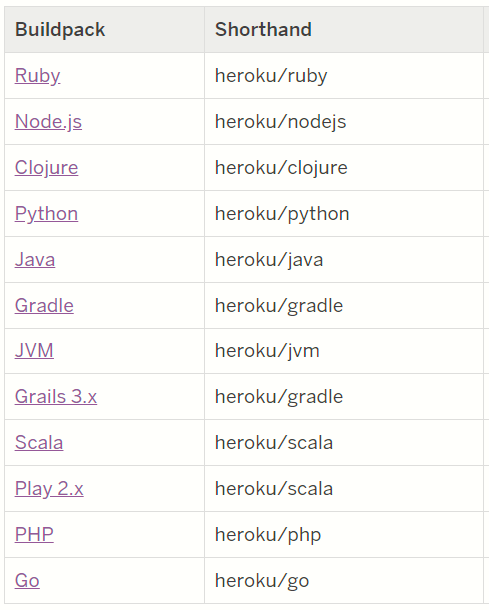 Buildpack Shorthand
Ruby heroku/ruby
Node.js heroku/nodejs
Clojure heroku/clojure
Python heroku/python
Java heroku/java
Gradle heroku/gradle
JVM heroku/jvm
Grails 3.x heroku/gradle
Scala heroku/scala
Play 2.x heroku/scala
PHP heroku/php
Go heroku/go